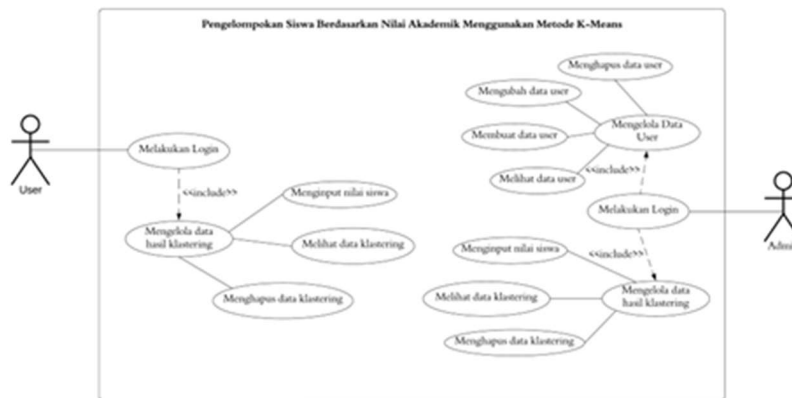 Pengelompokan Siswa Berdasarkan Nilai Akademik Menggunakan Metode K-Means
Menghapus data user
Mengubah data user
Mengelola Data
User
Membuat data user
Melihat data user
<<include>>
Melakukan Login
User
<<include>>
Menginput nilai siswa
Mengelola data
hasil klastering
Melihat data klastering
Menghapus data klastering
Melakukan Login
Admi
<<include>>
Menginput nilai siswa
Melihat data klastering
Mengelola data
hasil klastering
Menghapus data klastering